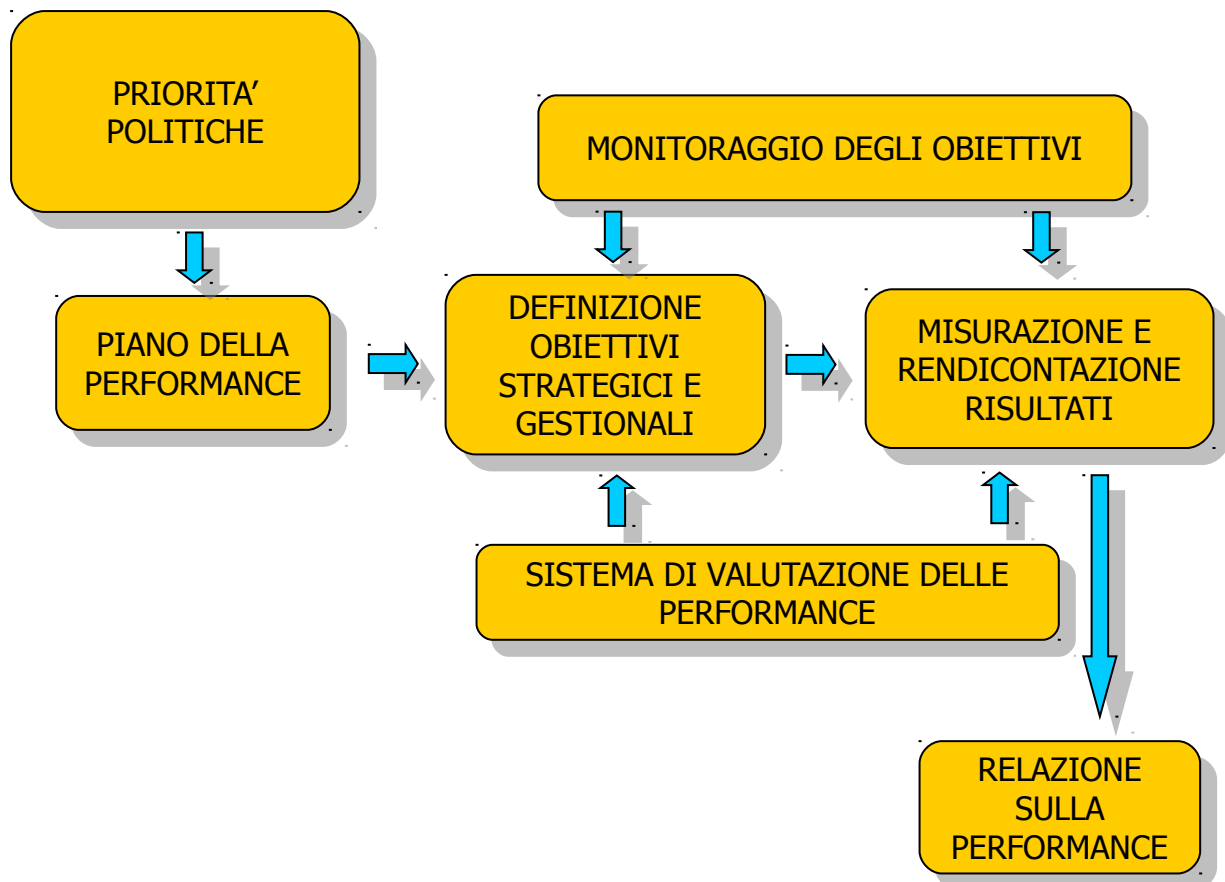 PRIORITA'
POLITICHE
MONITORAGGIO DEGLI OBIETTIVI
PIANO DELLA
PERFORMANCE
DEFINIZIONE
OBIETTIVI
STRATEGICI E
GESTIONALI
MISURAZIONE E
RENDICONTAZIONE
RISULTATI
SISTEMA DI VALUTAZIONE DELLE
PERFORMANCE
RELAZIONE
SULLA
PERFORMANCE